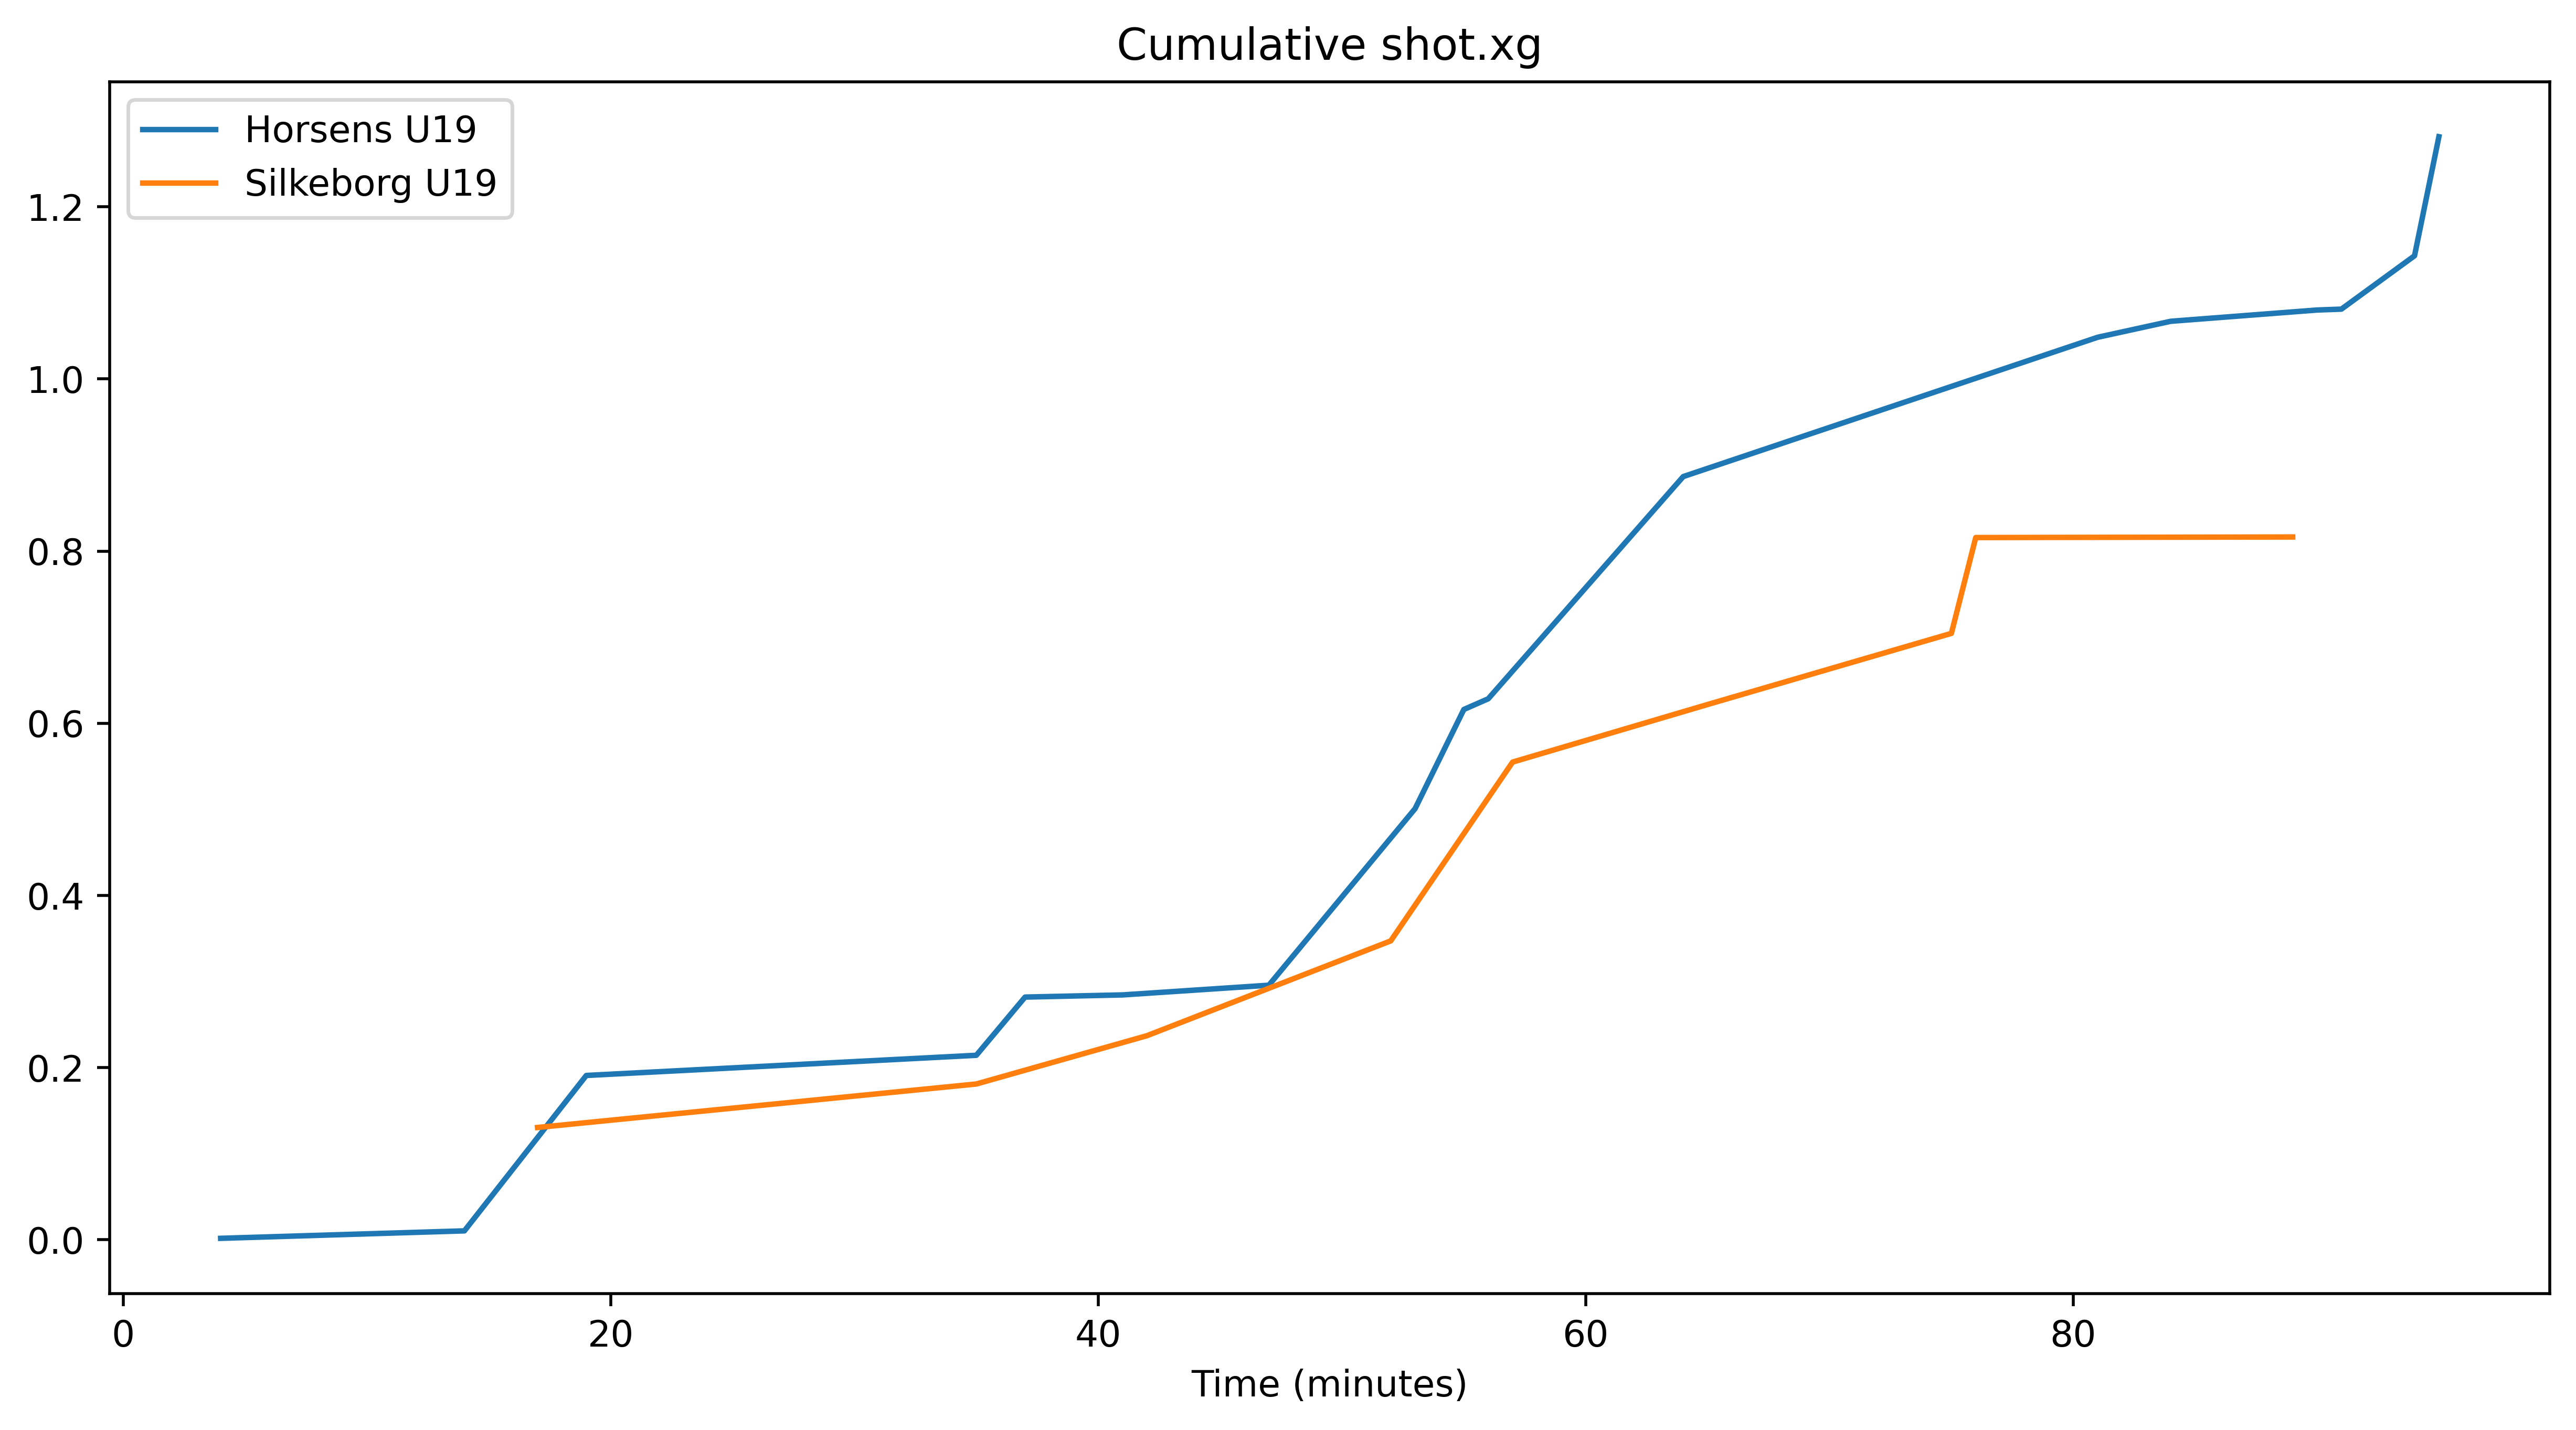 Cumulative shot.xg
Horsens U19
Silkeborg U19
1.2
1.0
0.8
0.6
0.4
0.2
0.0
0 20 40 60 80
Time (minutes)